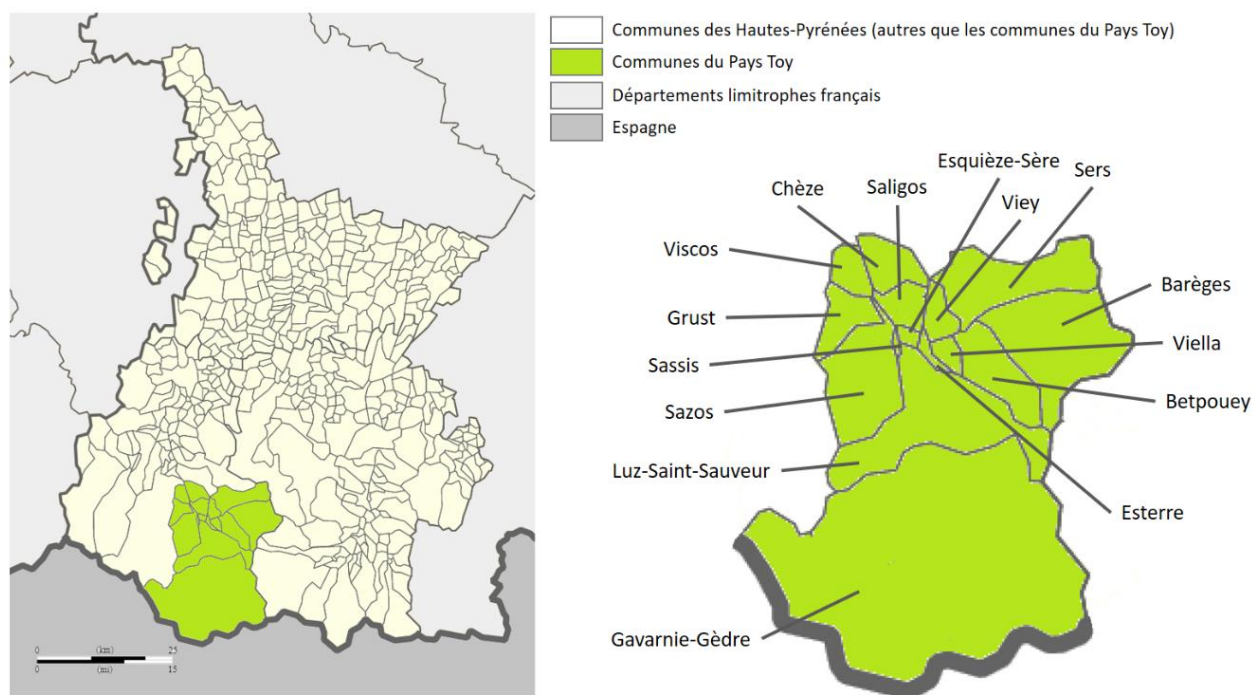 Communes des Hautes-Pyrénées (autres que les communes du Pays Toy)
Communes du Pays Toy
Départements limitrophes français
Espagne
Esquièze-Sère
Sers
Chèze
Saligos
Viey
Viscos
Barèges
Grust
Viella
Sassis
Betpouey
Sazos
Luz-Saint-Sauveur
Esterre
Gavarnie-Gèdre
0 (km) 25
0 (mi) 15